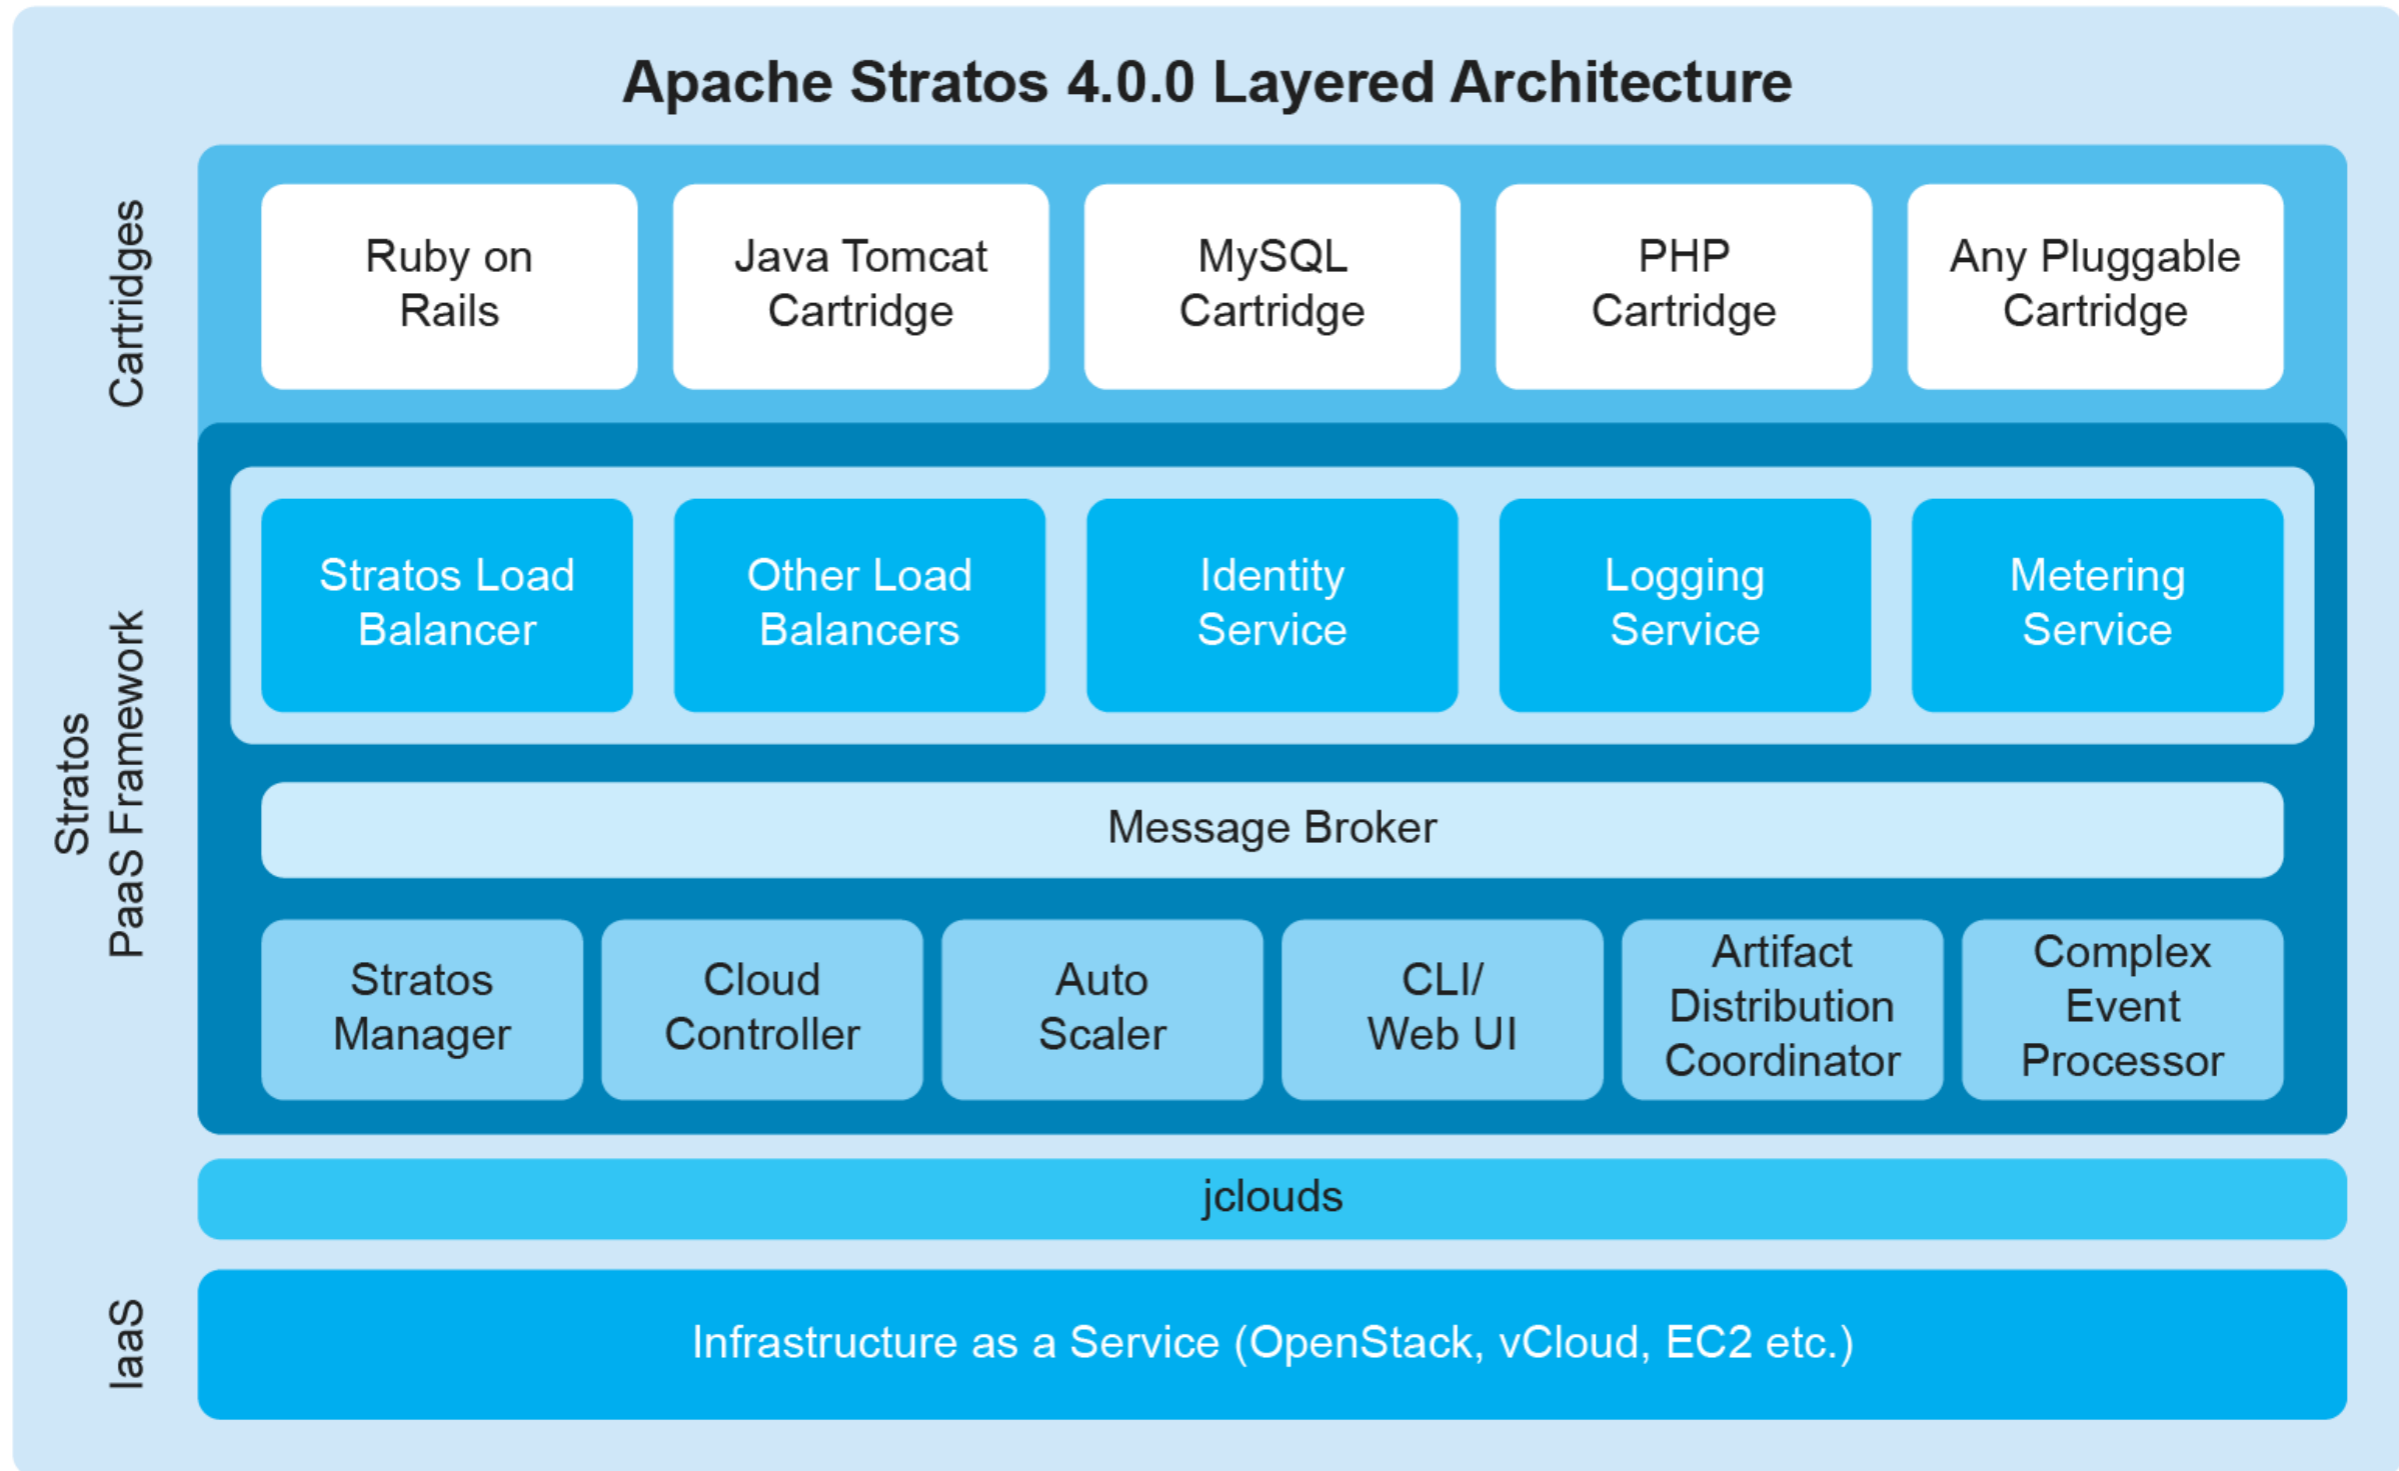 Apache Stratos 4.0.0 Layered Architecture
Cartridges
Ruby on
Rails
Java Tomcat
Cartridge
MySQL
Cartridge
PHP
Cartridge
Any Pluggable
Cartridge
Stratos
PaaS Framework
Stratos Load
Balancer
Other Load
Balancers
Identity
Service
Logging
Service
Metering
Service
Message Broker
Stratos
Manager
Cloud
Controller
Auto
Scaler
CLI/
Web UI
Artifact
Distribution
Coordinator
Complex
Event
Processor
jclouds
IaaS
Infrastructure as a Service (OpenStack, vCloud, EC2 etc.)